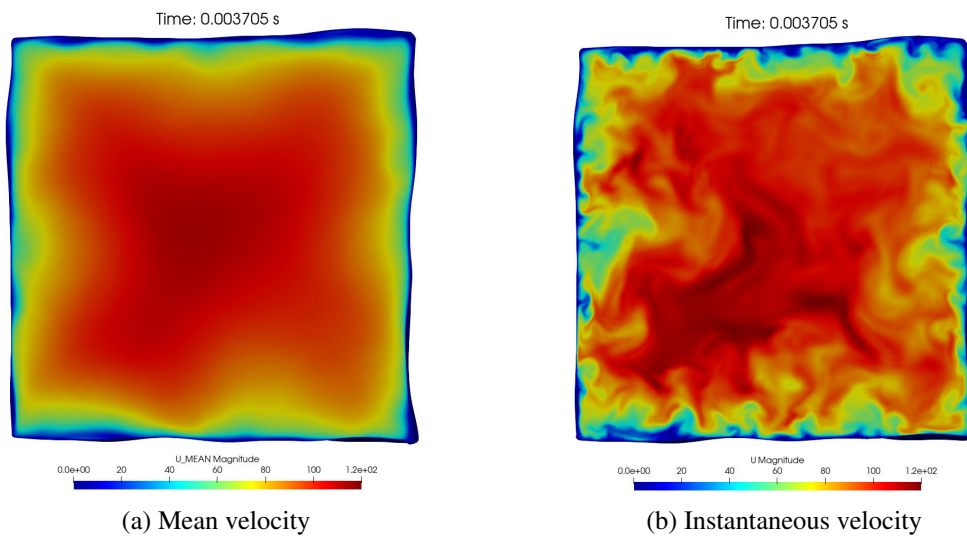 Time: 0.003705 s
Time: 0.003705 s
U_MEAN Magnitude
0.0e+00 20 40 60 80 100 1.2e+02
U Magnitude
0.0e+00 20 40 60 80 100 1.2e+02
(a) Mean velocity
(b) Instantaneous velocity